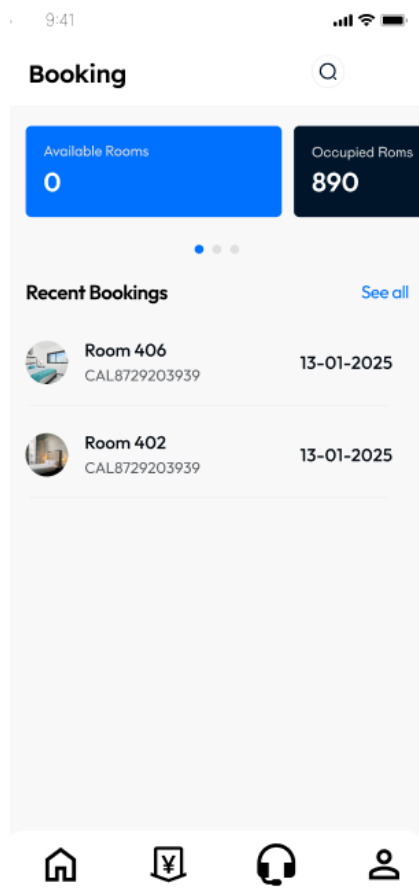 9:41
Booking
Available Rooms
0
Occupied Roms
890
Recent Bookings
See all
Room 406
CAL8729203939
13-01-2025
Room 402
CAL8729203939
13-01-2025
¥